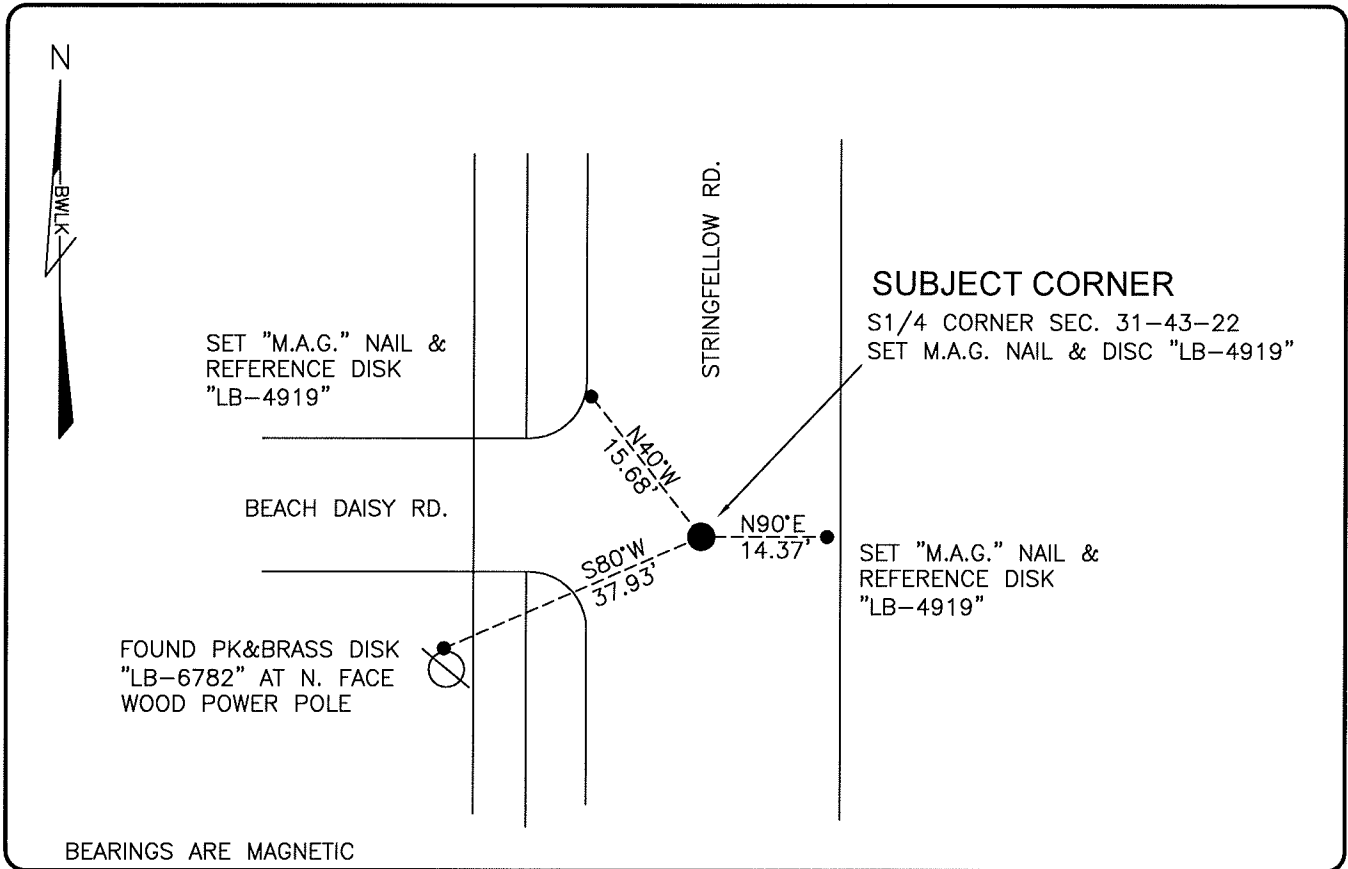 N
BWLK
STRINGFELLOW RD.
SUBJECT CORNER
S1/4 CORNER SEC. 31-43-22
SET M.A.G. NAIL & DISC "LB-4919"
SET "M.A.G." NAIL &
REFERENCE DISK
"LB-4919"
N40°W
15.68'
BEACH DAISY RD.
N90°E
14.37'
S80°W
37.93'
SET "M.A.G." NAIL &
REFERENCE DISK
"LB-4919"
FOUND PK&BRASS DISK
"LB-6782" AT N. FACE
WOOD POWER POLE
BEARINGS ARE MAGNETIC